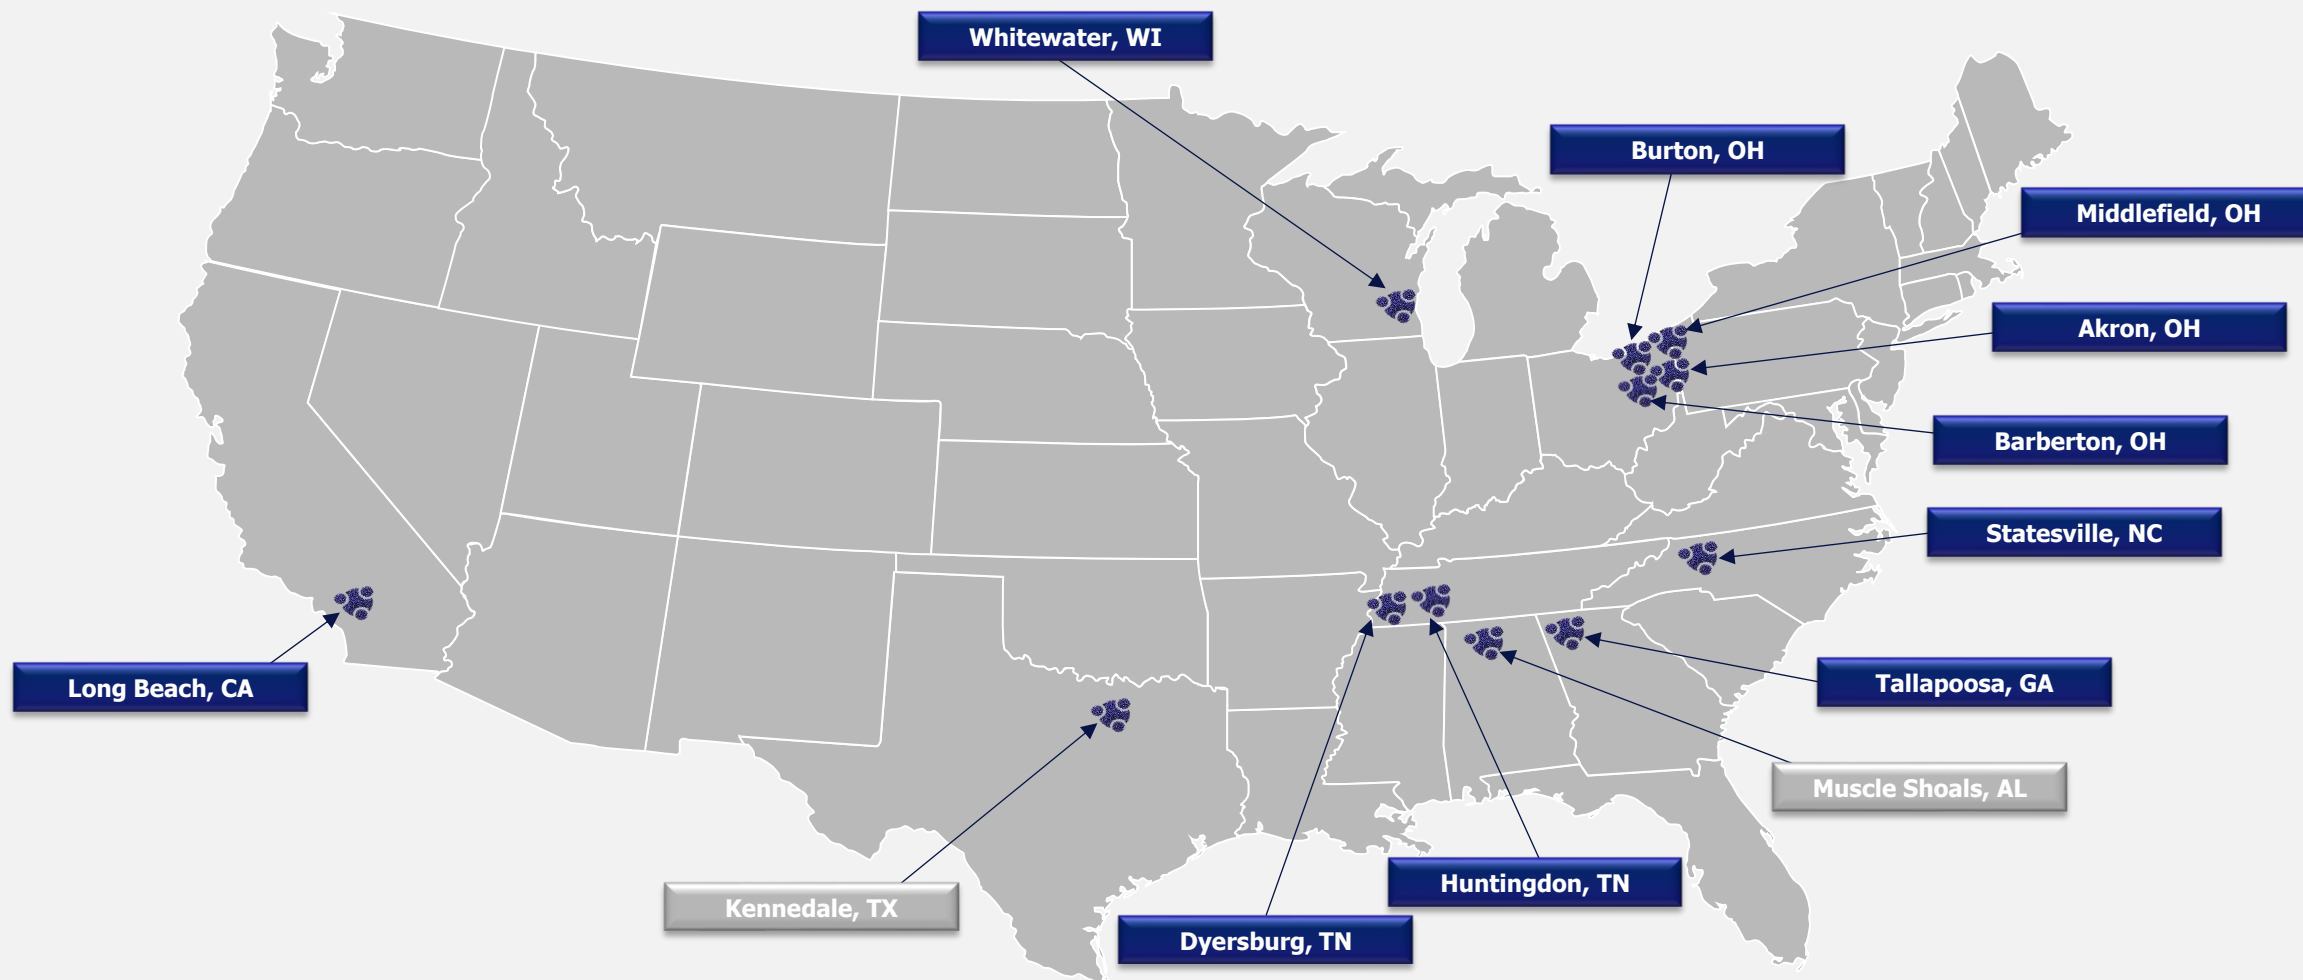 Whitewater, WI
Burton, OH
Middlefield, OH
Akron, OH
Barberton, OH
Statesville, NC
Long Beach, CA
Tallapoosa, GA
Muscle Shoals, AL
Huntingdon, TN
Kennedale, TX
Dyersburg, TN